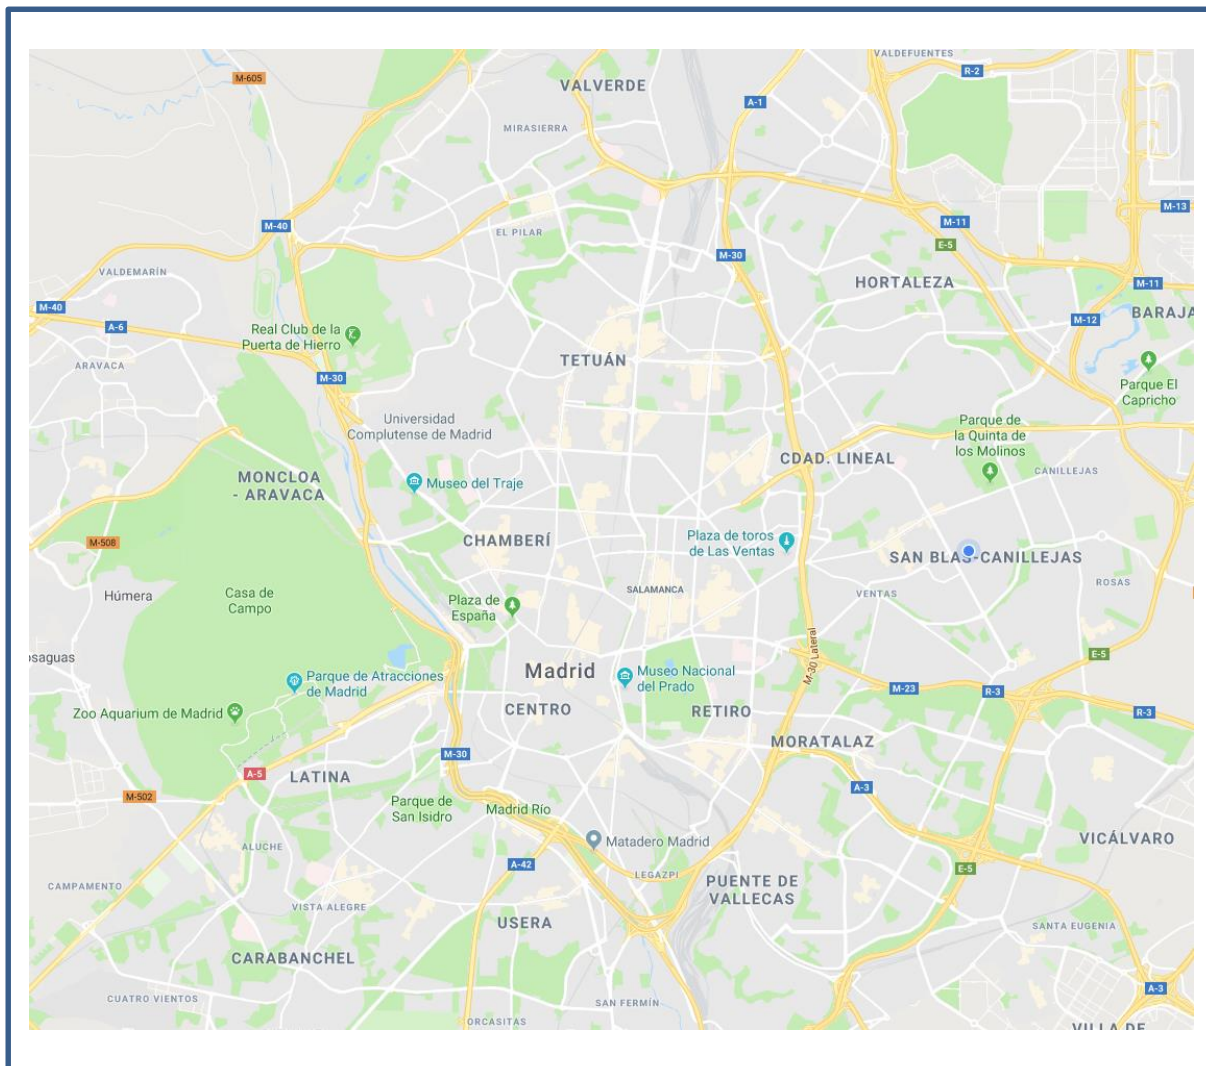 VALDEFUENTES
M-605
R-2
VALVERDE
A-1
MIRASIERRA
M-13
M-40
M-11
EL PILAR
E-5
M-30
VALDEMARÍN
HORTALEZA
M-11
M-40
BARAJA
M-12
A-6
Real Club de la
Puerta de Hierro
TETUÁN
ARAVACA
M-30
Parque El
Capricho
Universidad
Complutense de Madrid
Parque de
la Quinta de
los Molinos
CDAD. LINEAL
CANILLEJAS
MONCLOA
- ARAVACA
Museo del Traje
CHAMBERÍ
Plaza de toros
de Las Ventas
M-508
SAN BLAS-CANILLEJAS
ROSAS
Húmera
Casa de
Campo
Plaza de
España
SALAMANCA
VENTAS
osaguas
M-30 Lateral
E-5
Madrid
Museo Nacional
del Prado
Parque de Atracciones
de Madrid
M-23
R-3
Zoo Aquarium de Madrid
CENTRO
RETIRO
R-3
MORATALAZ
M-30
A-5
LATINA
M-502
A-3
Parque de
San Isidro
Madrid Río
Matadero Madrid
VICÁLVARO
ALUCHE
A-42
E-5
LEGAZPI
CAMPAMENTO
PUENTE DE
VALLECAS
VISTA ALEGRE
USERA
SANTA EUGENIA
CARABANCHEL
A-3
CUATRO VIENTOS
SAN FERMÍN
ORCASITAS
VILLA DE